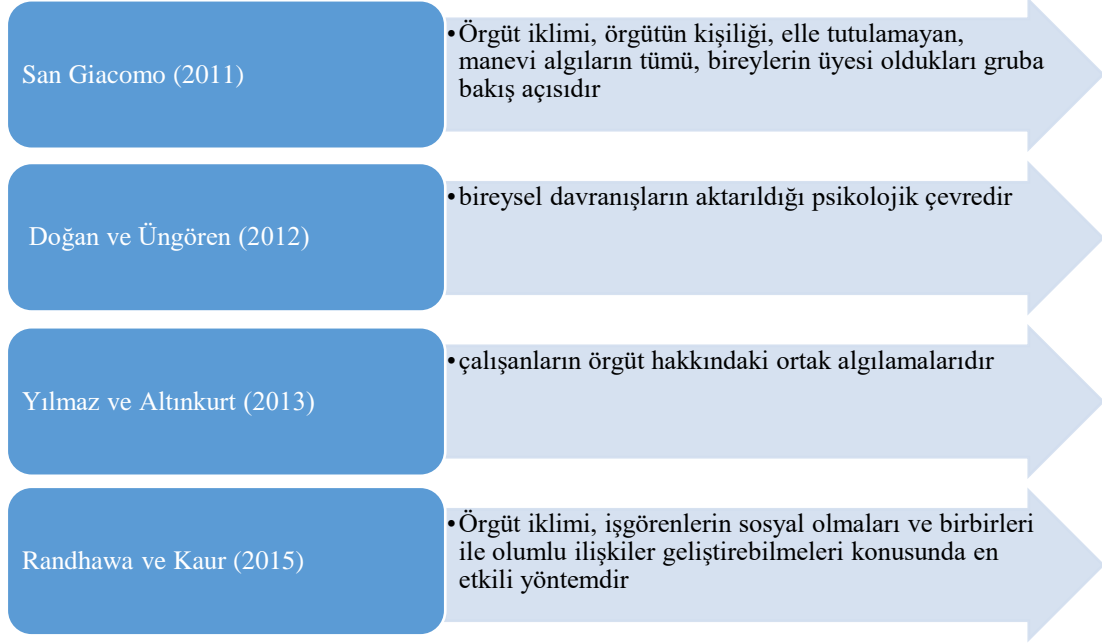 San Giacomo (2011)
•Örgüt iklimi, örgütün kişiliği, elle tutulamayan,
manevi algıların tümü, bireylerin üyesi oldukları gruba
bakış açısıdır
Doğan ve Üngören (2012)
•bireysel davranışların aktarıldığı psikolojik çevredir
Yılmaz ve Altınkurt (2013)
•çalışanların örgüt hakkındaki ortak algılamalarıdır
Randhawa ve Kaur (2015)
•Örgüt iklimi, işgörenlerin sosyal olmaları ve birbirleri
ile olumlu ilişkiler geliştirebilmeleri konusunda en
etkili yöntemdir